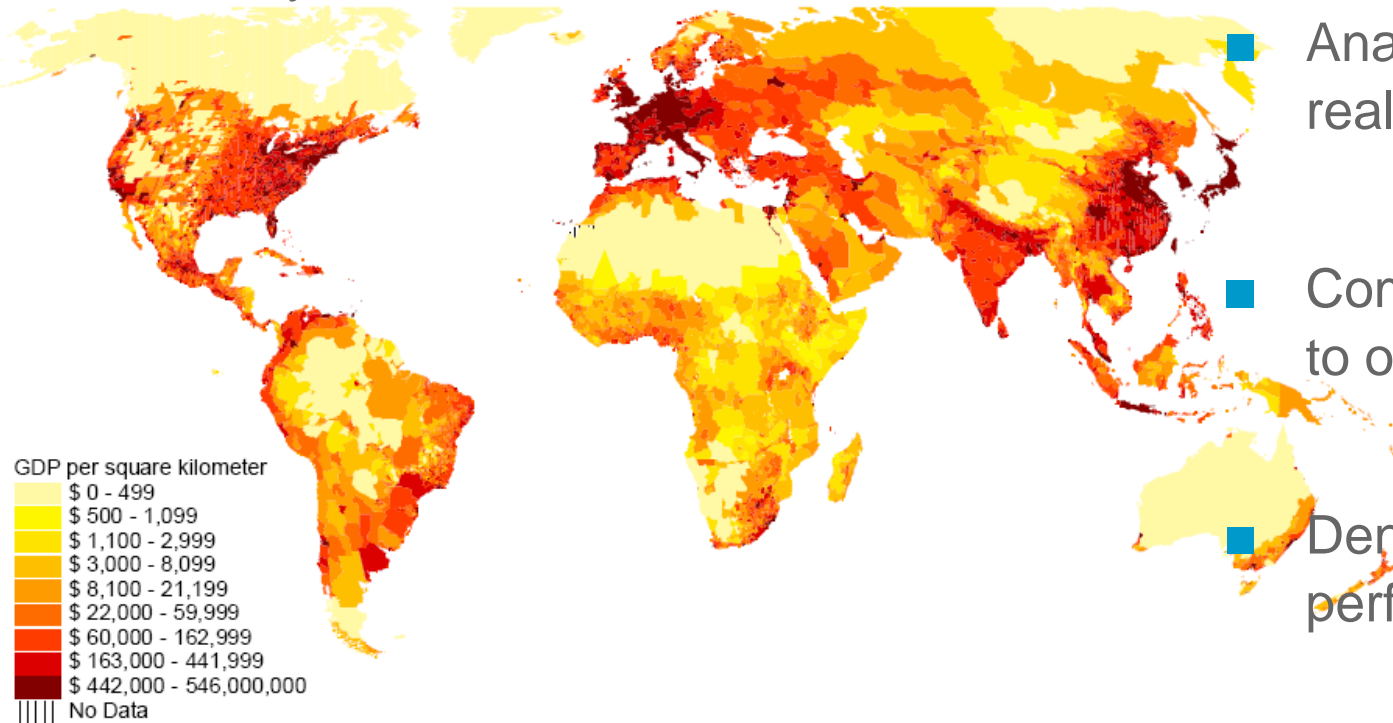 GDP per square kilometer
$ 0 - 499
$ 500 - 1,099
$ 1,100 - 2,999
$ 3,000 - 8,099
$ 8,100 - 21,199
$ 22,000 - 59,999
$ 60,000 - 162,999
$ 163,000 - 441,999
$ 442,000 - 546,000,000
No Data
real
to o